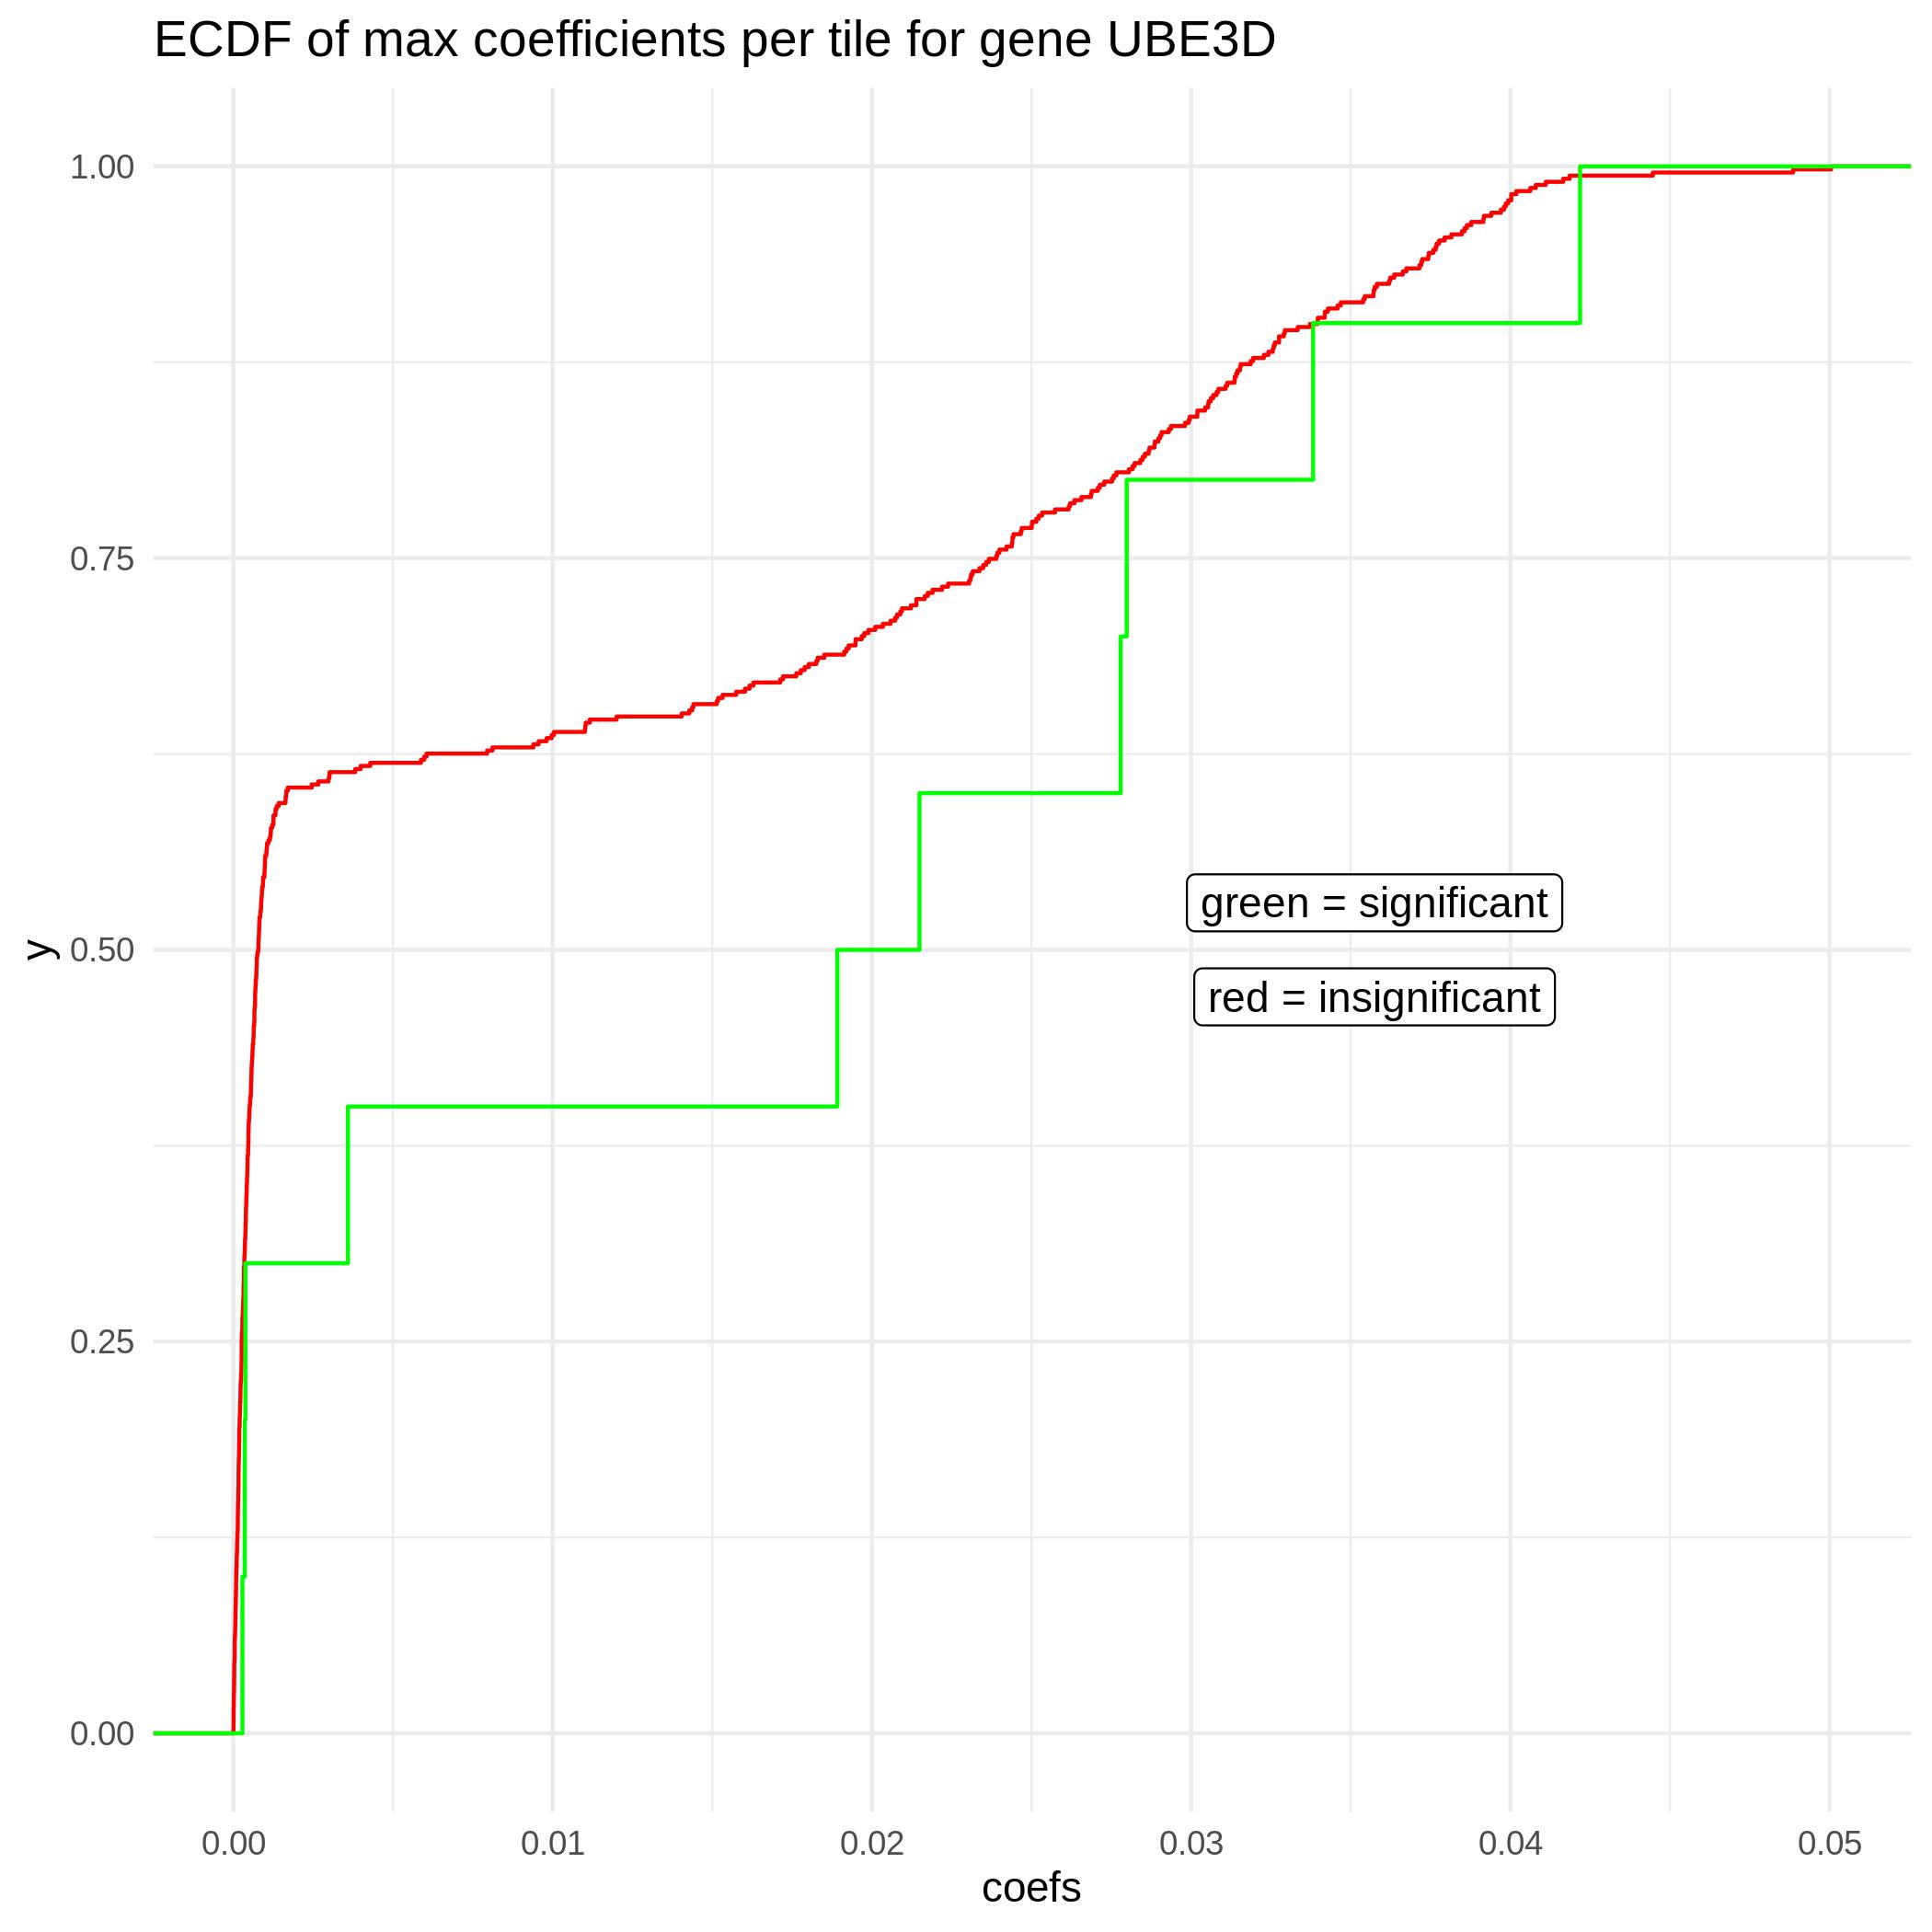 ECDF of max coefficients per tile for gene UBE3D
1.00
0.75
0.50
0.25
0.00
y
green = significant
red = insignificant
0.00 0.01 0.02 0.03 0.04 0.05
coefs